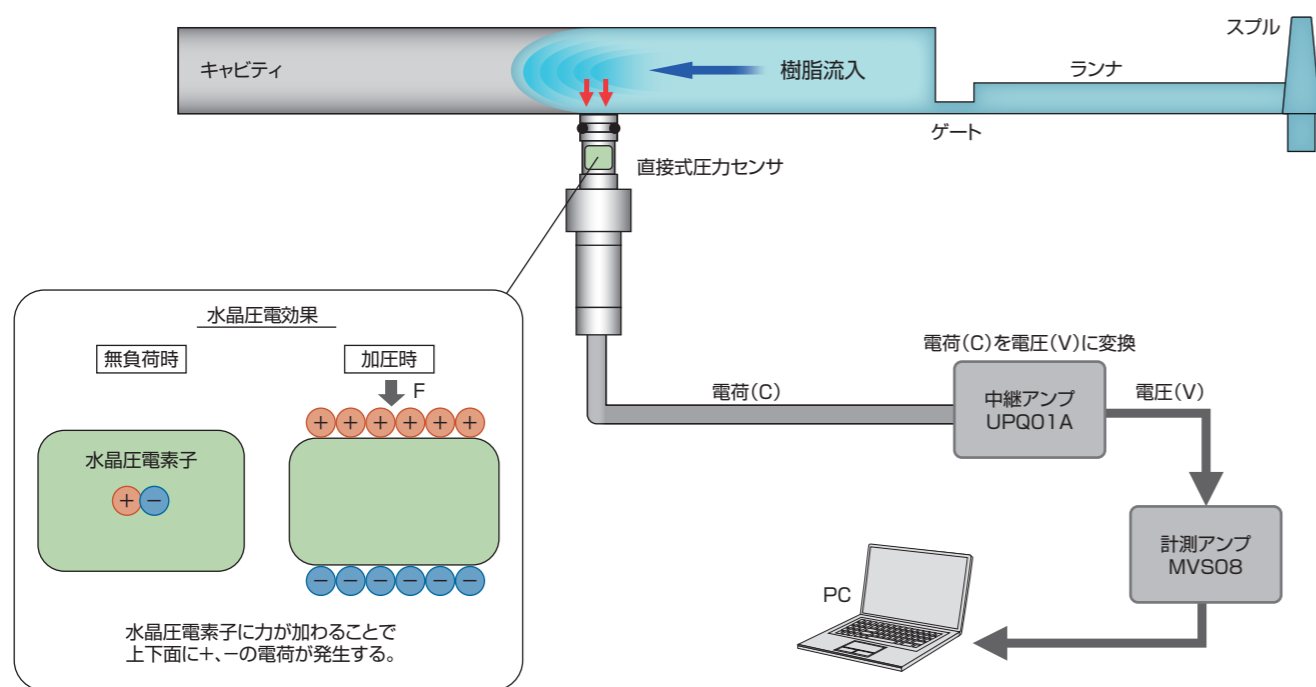 スプル
キャビティ
樹脂流入
ランナ
ゲート
直接式圧力センサ
水晶圧電効果
無負荷時
加圧時
F
++++++
水晶圧電素子
+−
−−−−−−
水晶圧電素子に力が加わることで
上下面に+、−の電荷が発生する。
電荷(C)
電荷(C)を電圧(V)に変換
中継アンプ
UPQ01A
電圧(V)
計測アンプ
MVS08
PC